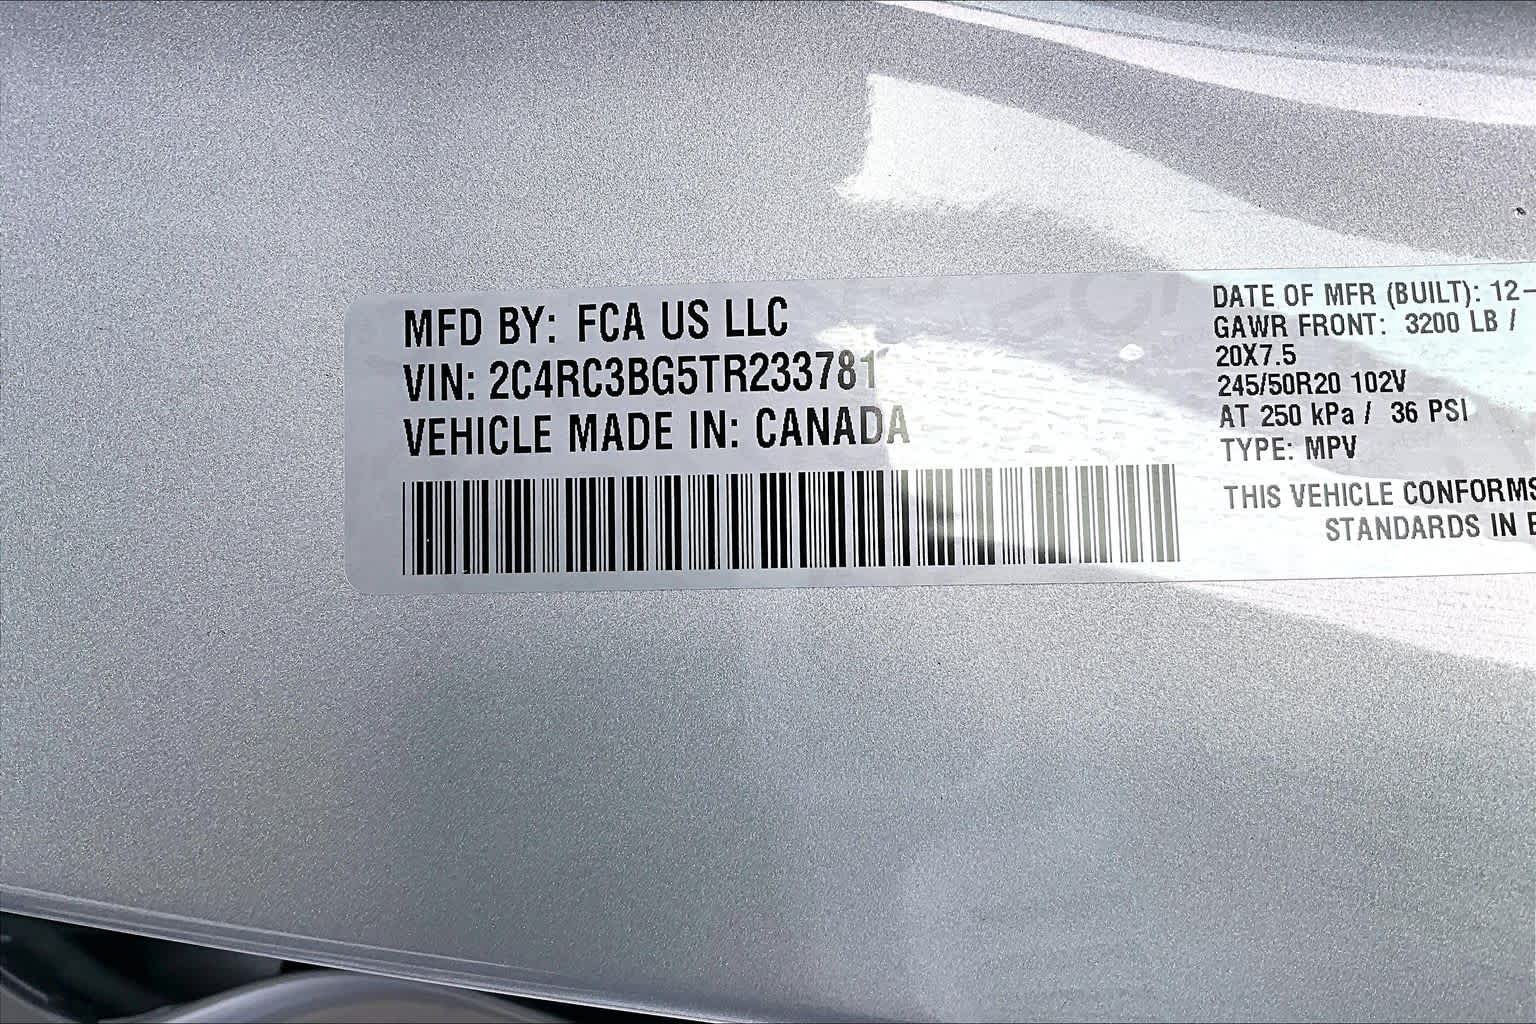 MFD BY: FCA US LLC
VIN: 2C4RC3BG5TR233781
VEHICLE MADE IN: CANADA
DATE OF MFR (BUILT): 12-
GAWR FRONT: 3200 LB /
20X7.5
245/50R20 102V
AT 250 kPa / 36 PSI
TYPE: MPV
THIS VEHICLE CONFORMS
STANDARDS IN E